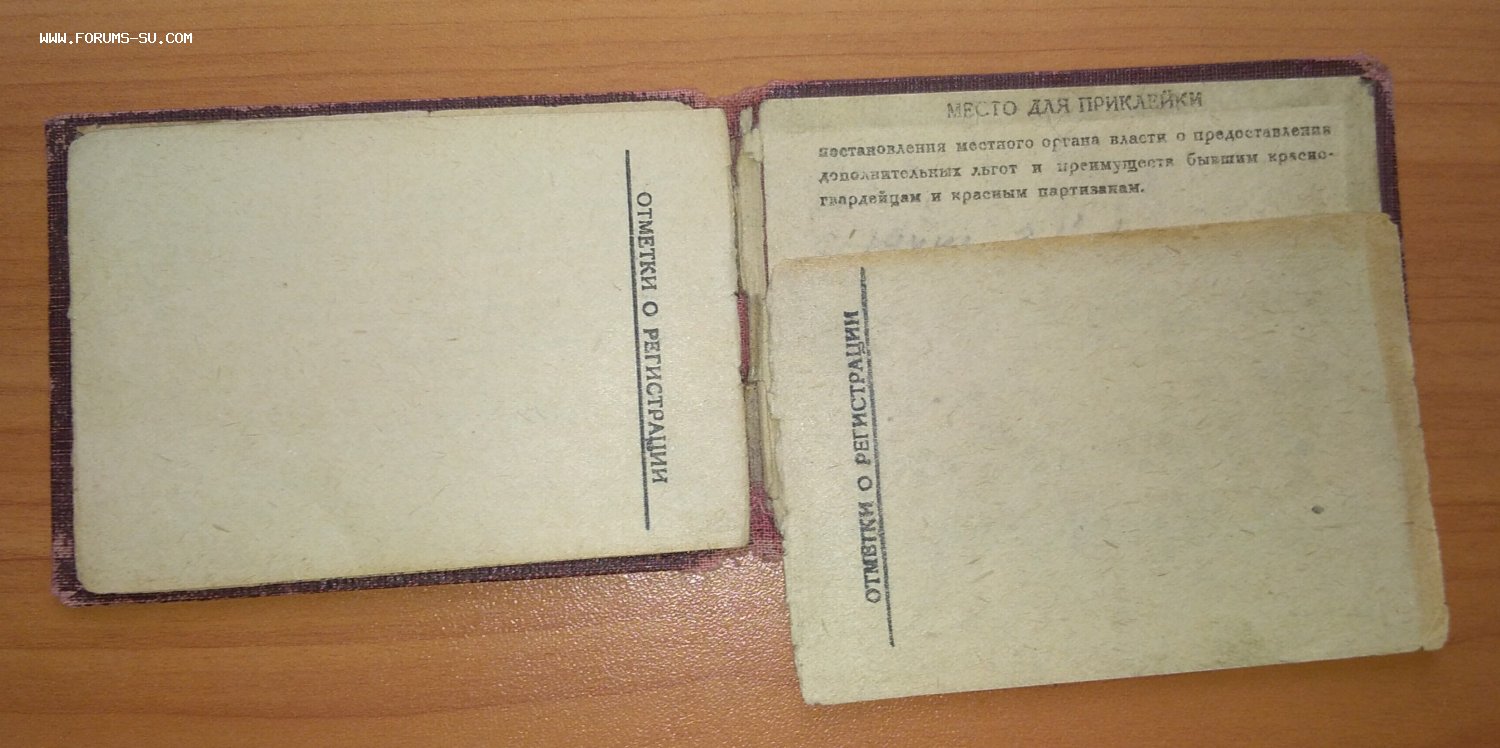 WWW.FORUMS-SU.COM
ОТМЕТКИ О РЕГИСТРАЦИИ
МЕСТО ДЛЯ ПРИКЛЕЙКИ
постановления местного органа власти о предоставлении
дополнительных льгот и преимуществ бывшим красно-
гвардейцам и красным партизанам.
ОТМЕТКИ О РЕГИСТРАЦИИ